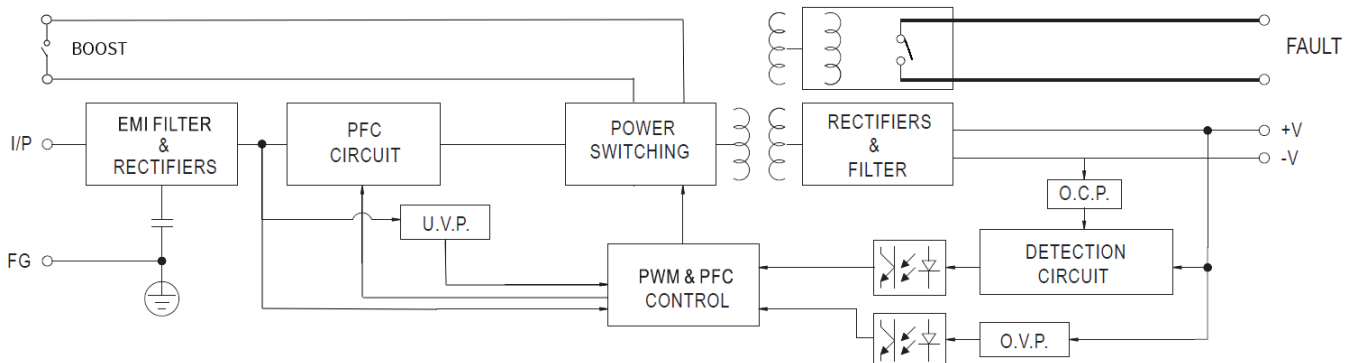 BOOST
FAULT
I/P
EMI FILTER
&
RECTIFIERS
PFC
CIRCUIT
POWER
SWITCHING
RECTIFIERS
&
FILTER
+V
-V
O.C.P.
U.V.P.
FG
PWM & PFC
CONTROL
DETECTION
CIRCUIT
O.V.P.